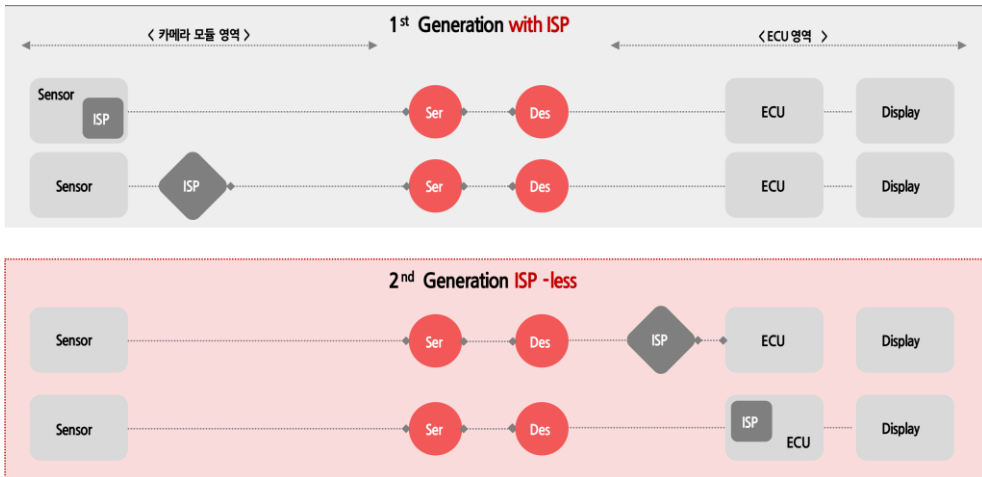 1st Generation with ISP
< 카메라 모듈 영역 >
< ECU 영역 >
Sensor
ISP
Ser
Des
ECU
Display
Sensor
ISP
Ser
Des
ECU
Display
2nd Generation ISP -less
Sensor
Ser
Des
ISP
ECU
Display
Sensor
Ser
Des
ISP
ECU
Display